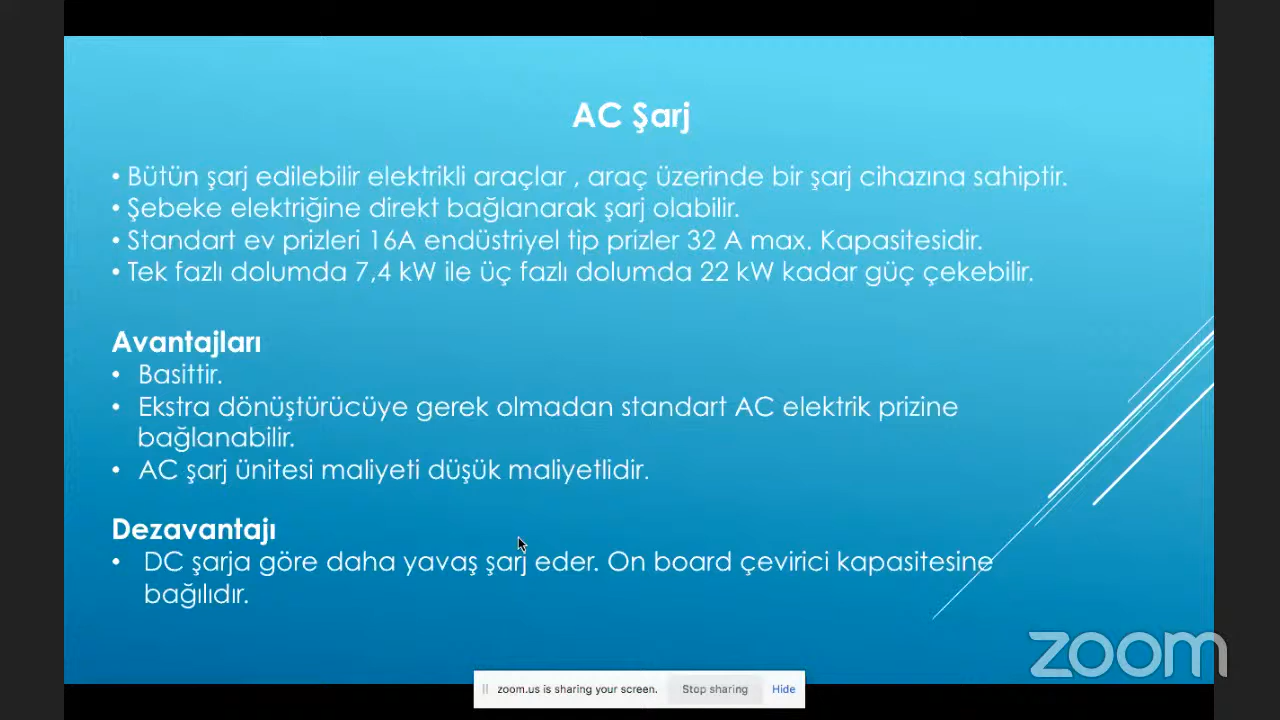 AC Şarj
• Bütün şarj edilebilir elektrikli araçlar , araç üzerinde bir şarj cihazına sahiptir.
• Şebeke elektriğine direkt bağlanarak şarj olabilir.
• Standart ev prizleri 16A endüstriyel tip prizler 32 A max. Kapasitesidir.
• Tek fazlı dolumda 7,4 kW ile üç fazlı dolumda 22 kW kadar güç çekebilir.
Avantajları
• Basittir.
• Ekstra dönüştürücüye gerek olmadan standart AC elektrik prizine
bağlanabilir.
• AC şarj ünitesi maliyeti düşük maliyetlidir.
Dezavantajı
• DC şarja göre daha yavaş şarj eder. On board çevirici kapasitesine
bağılıdır.
zoom
zoom.us is sharing your screen. Stop sharing Hide